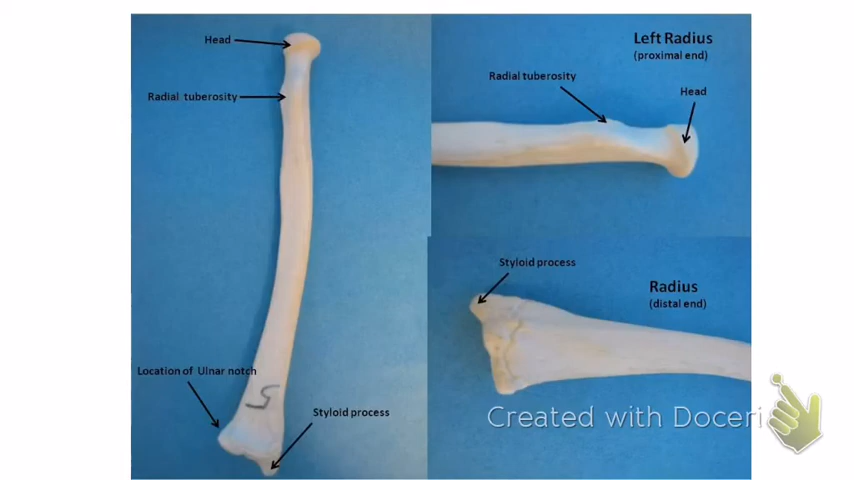 Head
Radial tuberosity
Location of Ulnar notch
5
Styloid process
Left Radius
(proximal end)
Radial tuberosity
Head
Styloid process
Radius
(distal end)
Created with Doceri